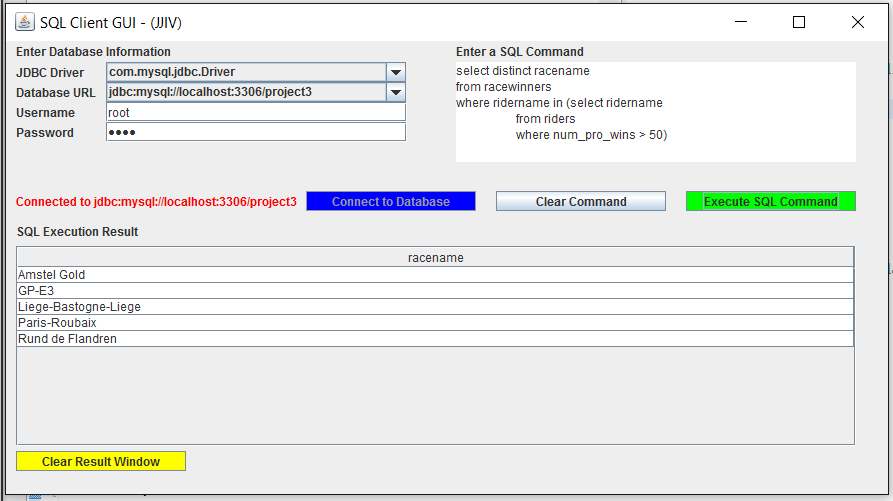 SQL Client GUI - (JJIV)
Enter Database Information
JDBC Driver com.mysql.jdbc.Driver
Database URL jdbc:mysql://localhost:3306/project3
Username root
Password ••••
Enter a SQL Command
select distinct racename
from racewinners
where ridername in (select ridername
from riders
where num_pro_wins > 50)
Connected to jdbc:mysql://localhost:3306/project3 Connect to Database Clear Command Execute SQL Command
SQL Execution Result
racename
Amstel Gold
GP-E3
Liege-Bastogne-Liege
Paris-Roubaix
Rund de Flandren
Clear Result Window